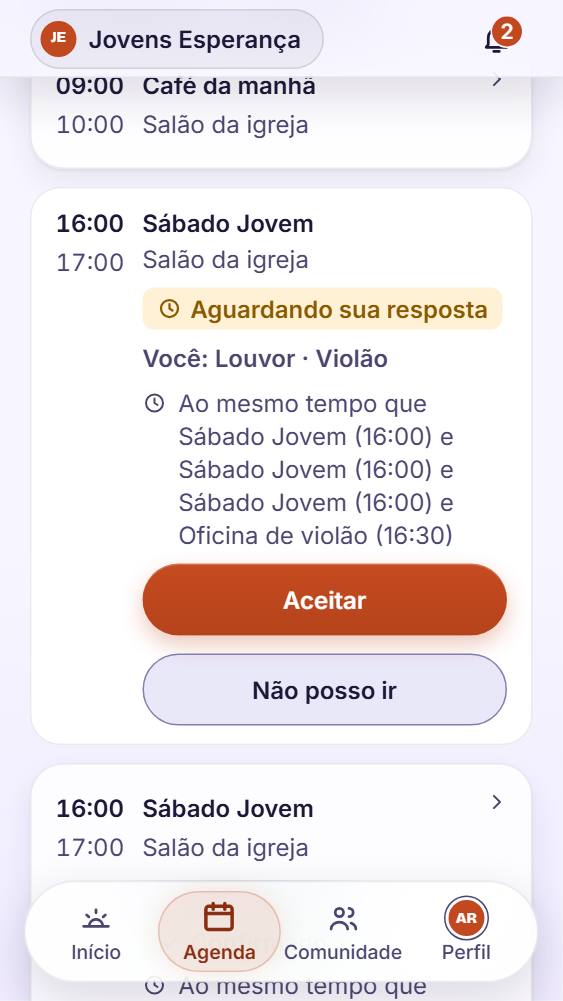 JE Jovens Esperança 2
09:00 Café da manhã
10:00 Salão da igreja
16:00 Sábado Jovem
17:00 Salão da igreja
Aguardando sua resposta
Você: Louvor · Violão
Ao mesmo tempo que
Sábado Jovem (16:00) e
Sábado Jovem (16:00) e
Sábado Jovem (16:00) e
Oficina de violão (16:30)
Aceitar
Não posso ir
16:00 Sábado Jovem
17:00 Salão da igreja
AR
Início Agenda Comunidade Perfil
Ao mesmo tempo que